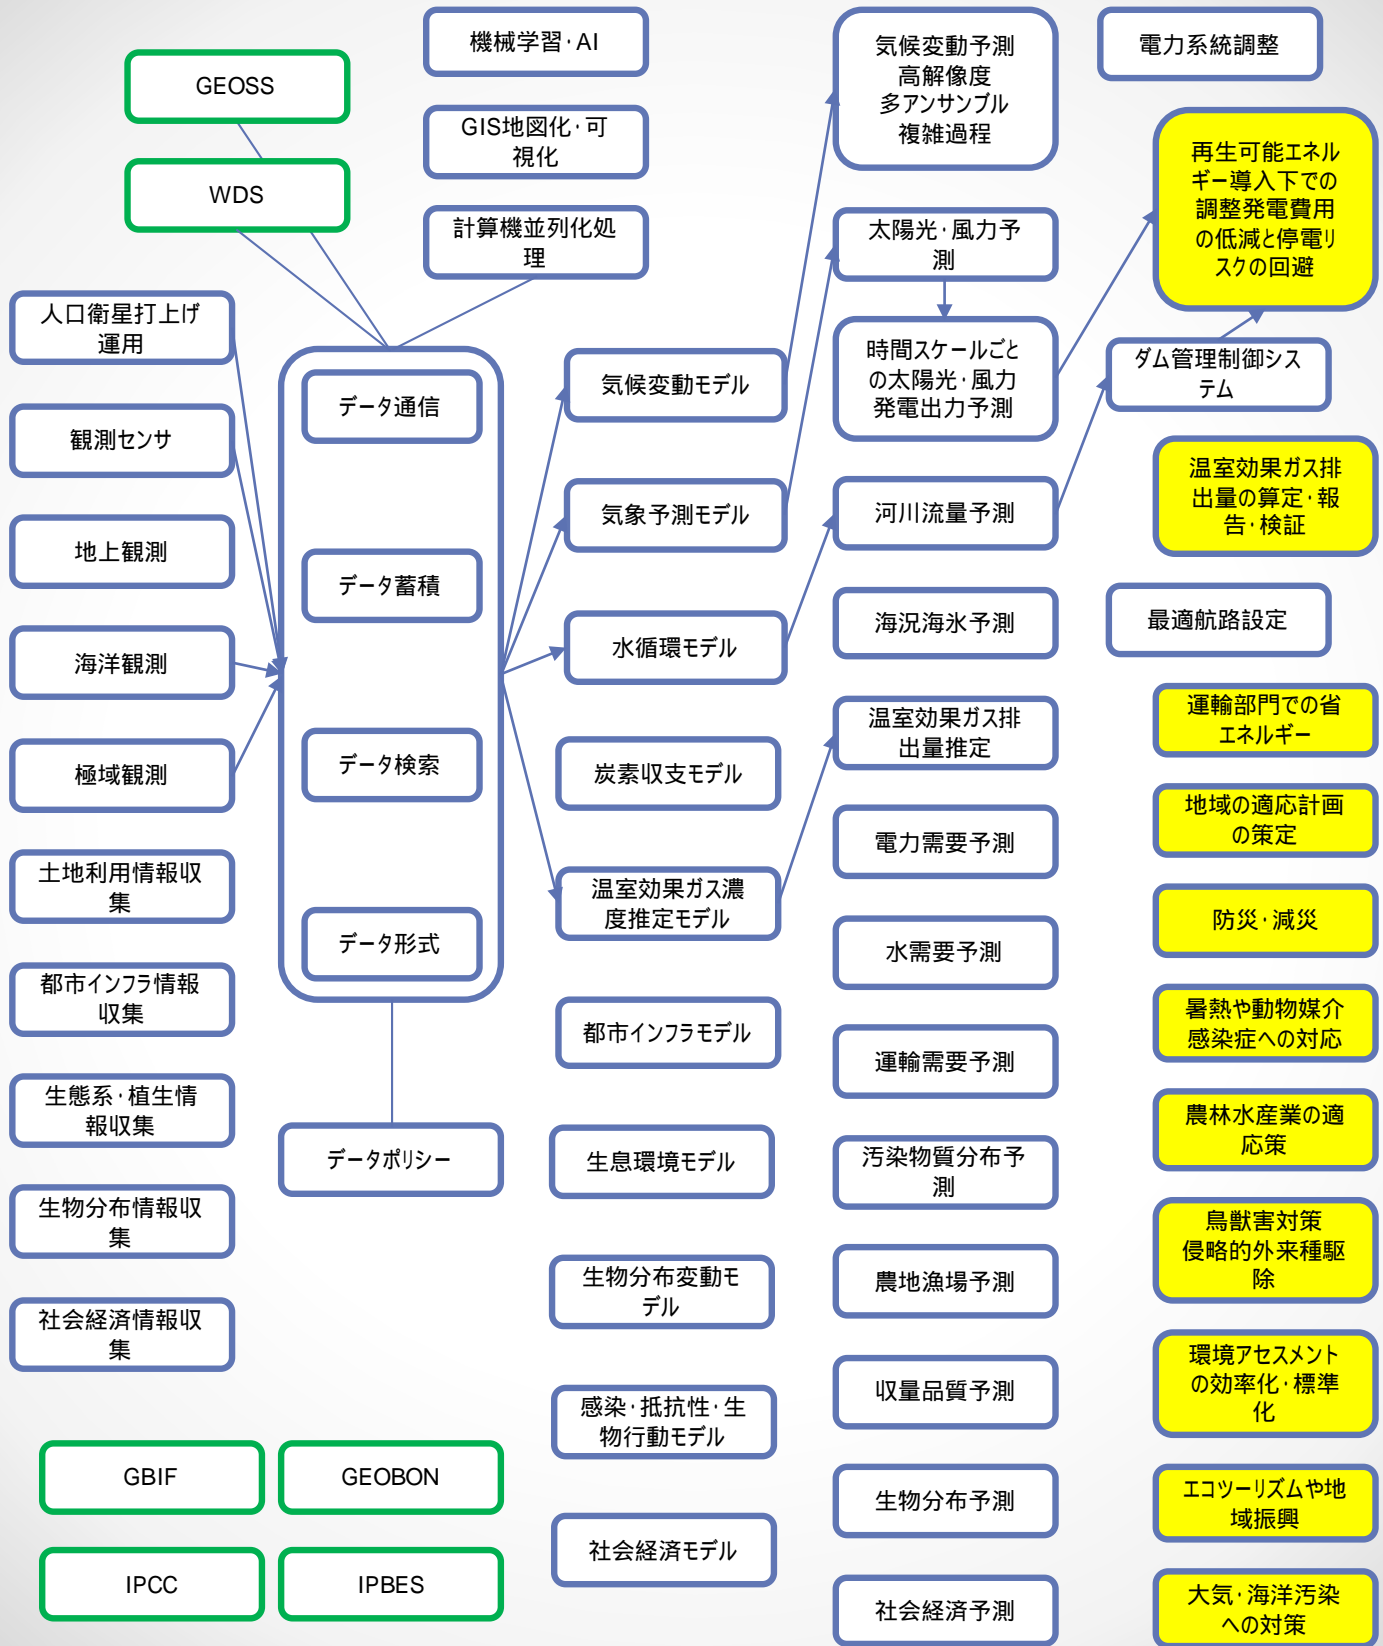 GEOSS
WDS
機械学習・AI
GIS地図化・可
視化
計算機並列化処
理
人口衛星打上げ
運用
観測センサ
地上観測
海洋観測
極域観測
土地利用情報収
集
都市インフラ情報
収集
生態系・植生情
報収集
生物分布情報収
集
社会経済情報収
集
データ通信
データ蓄積
データ検索
データ形式
データポリシー
GBIF
GEOBON
IPCC
IPBES
気候変動モデル
気象予測モデル
水循環モデル
炭素収支モデル
温室効果ガス濃
度推定モデル
都市インフラモデル
生息環境モデル
生物分布変動モ
デル
感染・抵抗性・生
物行動モデル
社会経済モデル
気候変動予測
高解像度
多アンサンブル
複雑過程
太陽光・風力予
測
時間スケールごと
の太陽光・風力
発電出力予測
河川流量予測
海況海氷予測
温室効果ガス排
出量推定
電力需要予測
水需要予測
運輸需要予測
汚染物質分布予
測
農地漁場予測
収量品質予測
生物分布予測
社会経済予測
電力系統調整
再生可能エネル
ギー導入下での
調整発電費用
の低減と停電リ
スクの回避
ダム管理制御シス
テム
温室効果ガス排
出量の算定・報
告・検証
最適航路設定
運輸部門での省
エネルギー
地域の適応計画
の策定
防災・減災
暑熱や動物媒介
感染症への対応
農林水産業の適
応策
鳥獣害対策
侵略的外来種駆
除
環境アセスメント
の効率化・標準
化
エコツーリズムや地
域振興
大気・海洋汚染
への対策